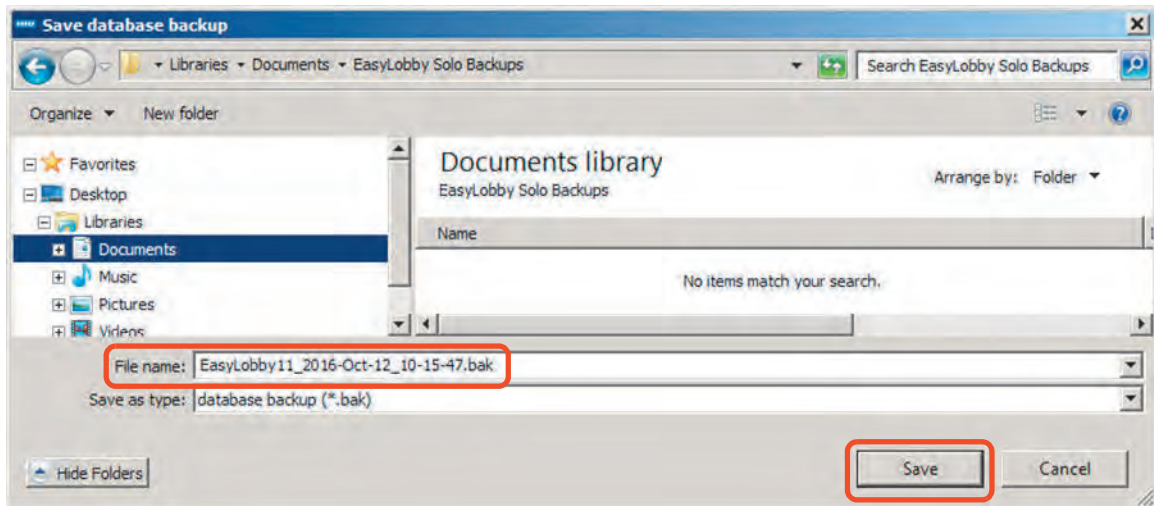 Save database backup
Libraries Documents EasyLobby Solo Backups Search EasyLobby Solo Backups
Organize New folder
Favorites
Desktop
Libraries
Documents
Music
Pictures
Videos
Documents library
EasyLobby Solo Backups
Arrange by: Folder
Name
No items match your search.
File name: EasyLobby11_2016-Oct-12_10-15-47.bak
Save as type: database backup (*.bak)
Hide Folders Save Cancel